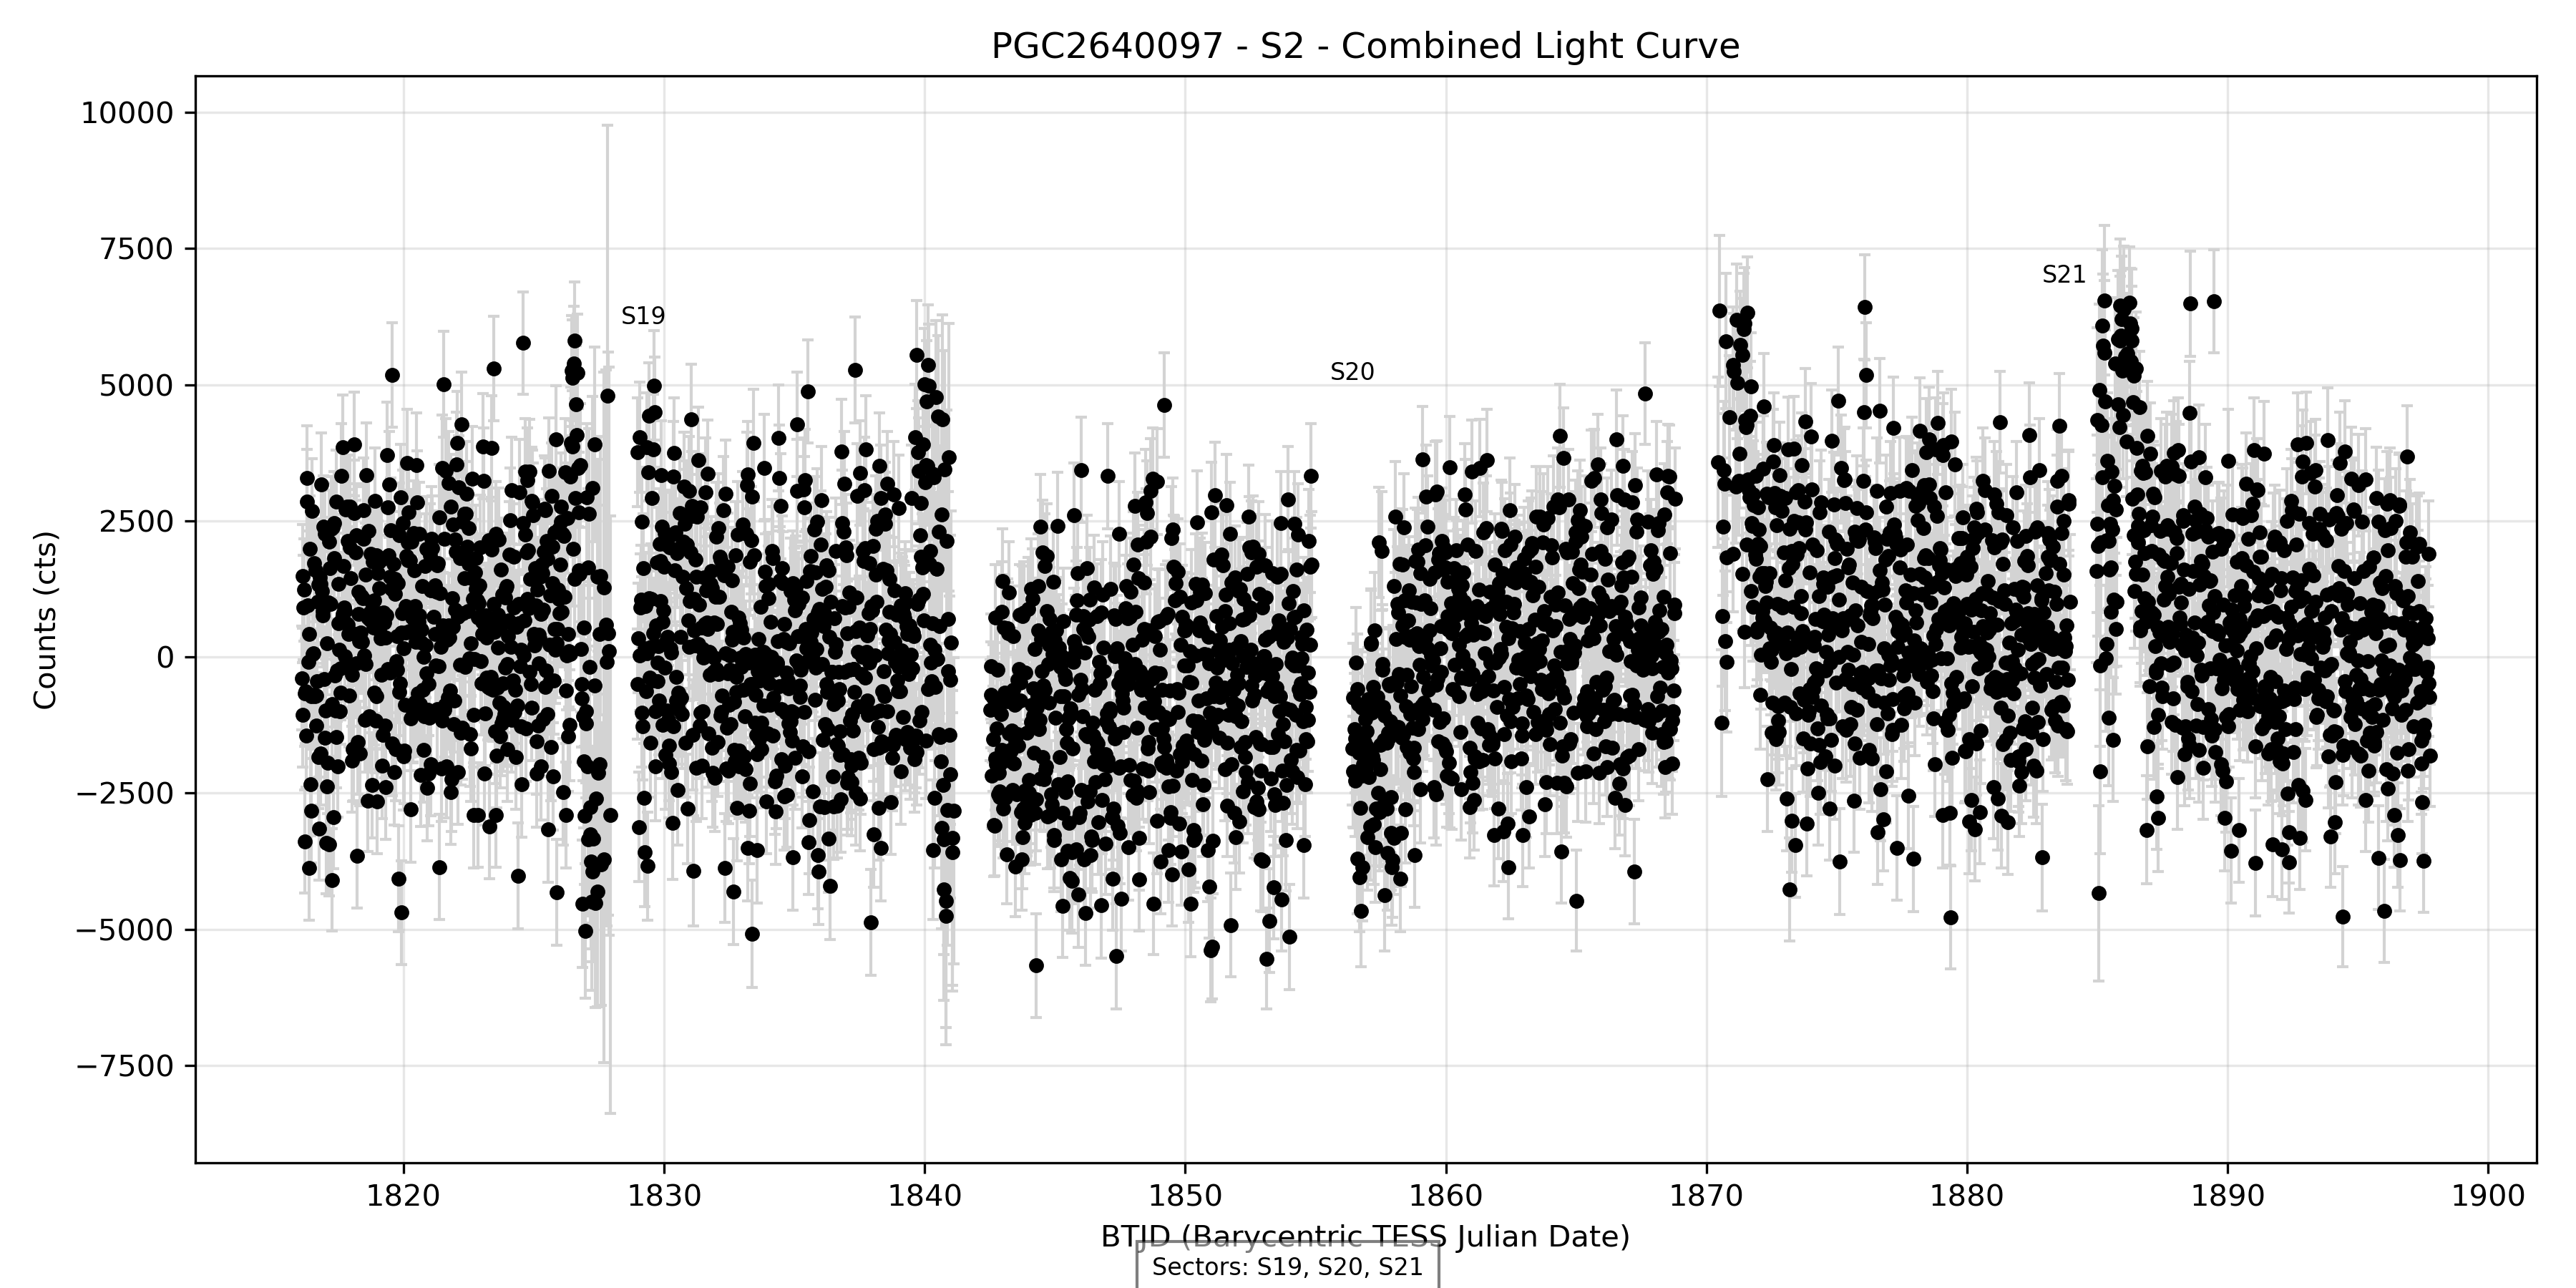 PGC2640097 - S2 - Combined Light Curve
Counts (cts)
10000
7500
5000
2500
0
−2500
−5000
−7500
S19
S20
S21
1820 1830 1840 1850 1860 1870 1880 1890 1900
BTJD (Barycentric TESS Julian Date)
Sectors: S19, S20, S21